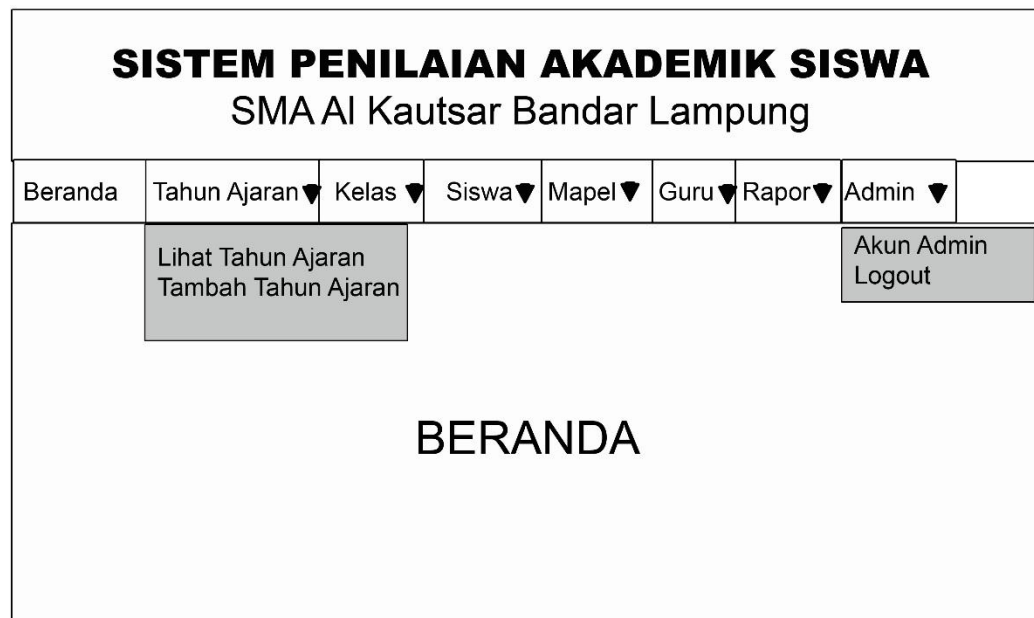 SISTEM PENILAIAN AKADEMIK SISWA
SMA Al Kautsar Bandar Lampung
Beranda Tahun Ajaran Kelas Siswa Mapel Guru Rapor Admin
Lihat Tahun Ajaran
Tambah Tahun Ajaran
Akun Admin
Logout
BERANDA